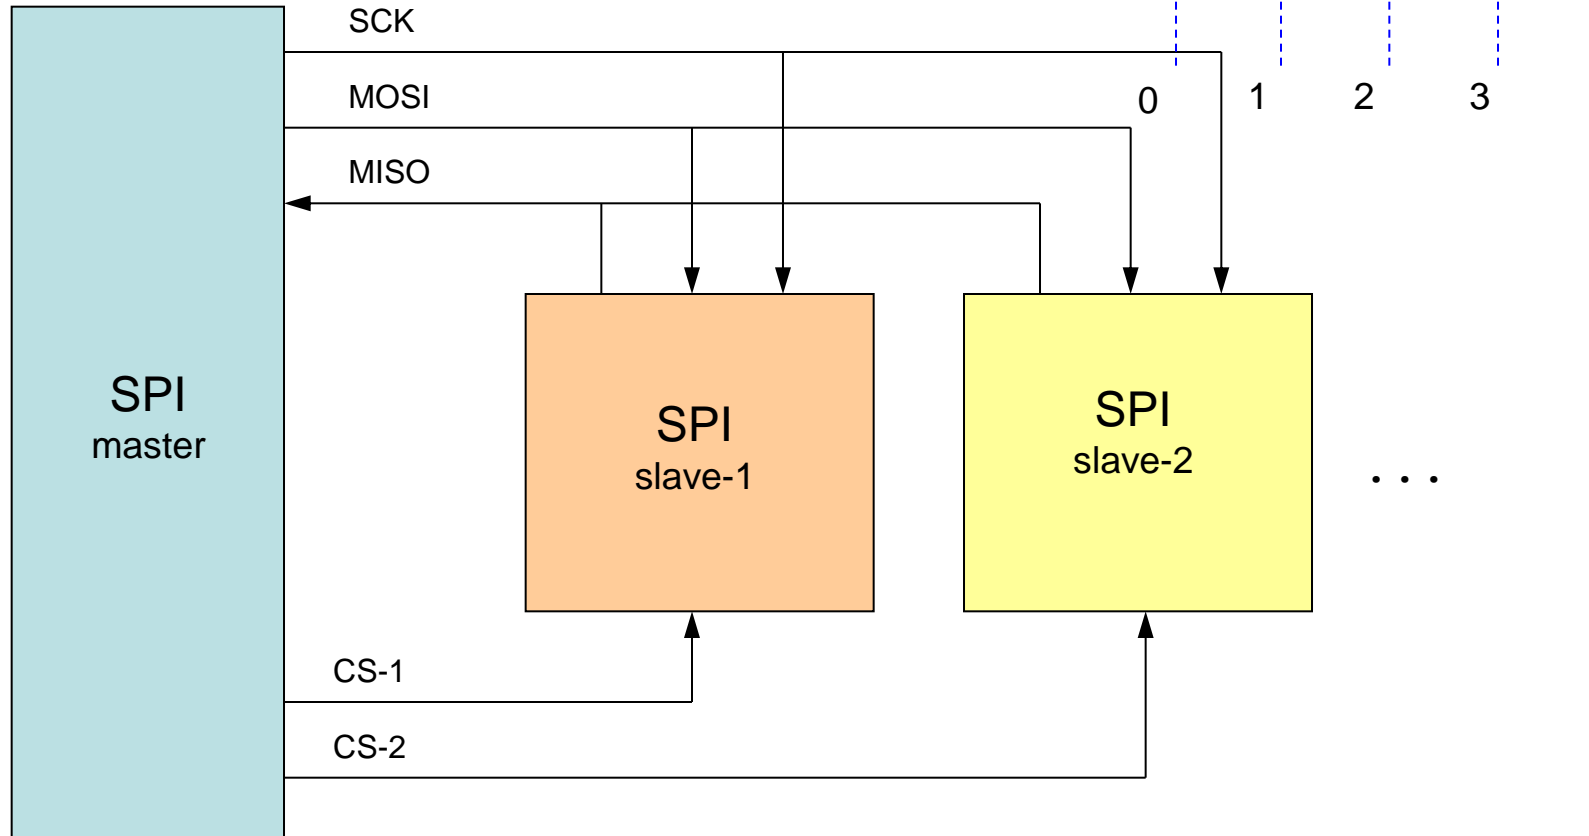 SCK
MOSI
0 1 2 3
MISO
SPI
master
SPI
slave-1
SPI
slave-2
. . .
CS-1
CS-2